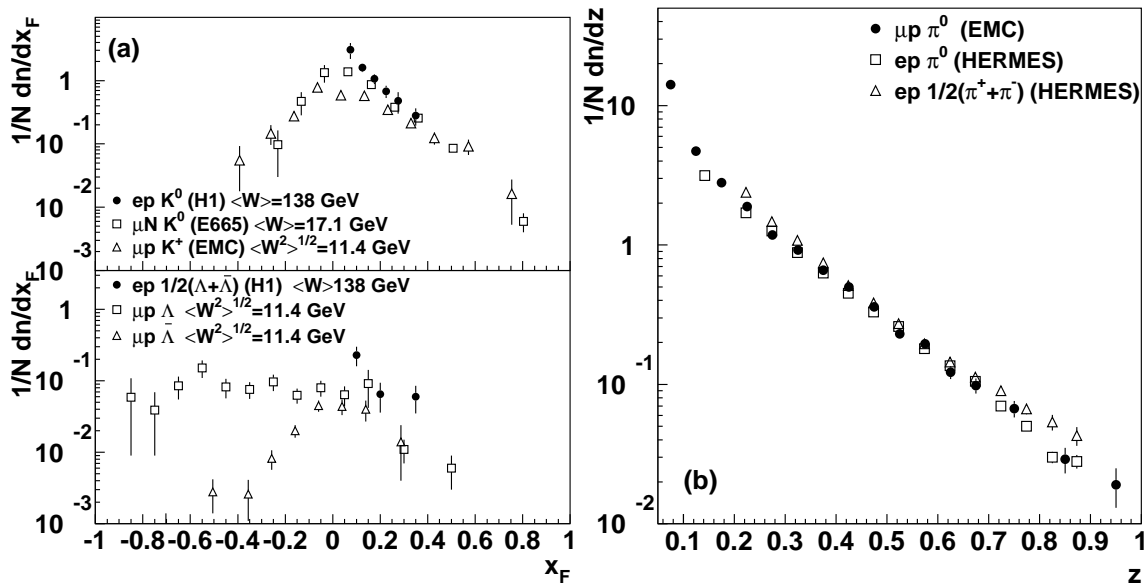 (a)
1/N dn/dx_F
1
10 -1
10 -2
10 -3
ep K^0 (H1) <W>=138 GeV
μN K^0 (E665) <W>=17.1 GeV
μp K^+ (EMC) <W^2>^1/2=11.4 GeV
1/N dn/dx_F
1
10 -1
10 -2
10 -3
ep 1/2(Λ+Λ̄) (H1) <W>138 GeV
μp Λ <W^2>^1/2=11.4 GeV
μp Λ̄ <W^2>^1/2=11.4 GeV
-1 -0.8 -0.6 -0.4 -0.2 0 0.2 0.4 0.6 0.8 1
x_F
(b)
1/N dn/dz
10
1
10 -1
10 -2
μp π^0 (EMC)
ep π^0 (HERMES)
ep 1/2(π^+ +π^-) (HERMES)
0.1 0.2 0.3 0.4 0.5 0.6 0.7 0.8 0.9 1
z